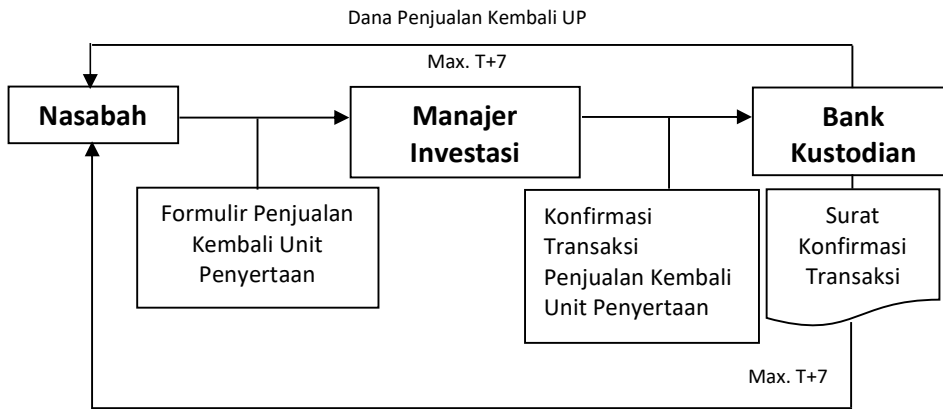 Dana Penjualan Kembali UP
Max. T+7
Nasabah
Manajer
Investasi
Bank
Kustodian
Formulir Penjualan
Kembali Unit
Penyertaan
Konfirmasi
Transaksi
Penjualan Kembali
Unit Penyertaan
Surat
Konfirmasi
Transaksi
Max. T+7